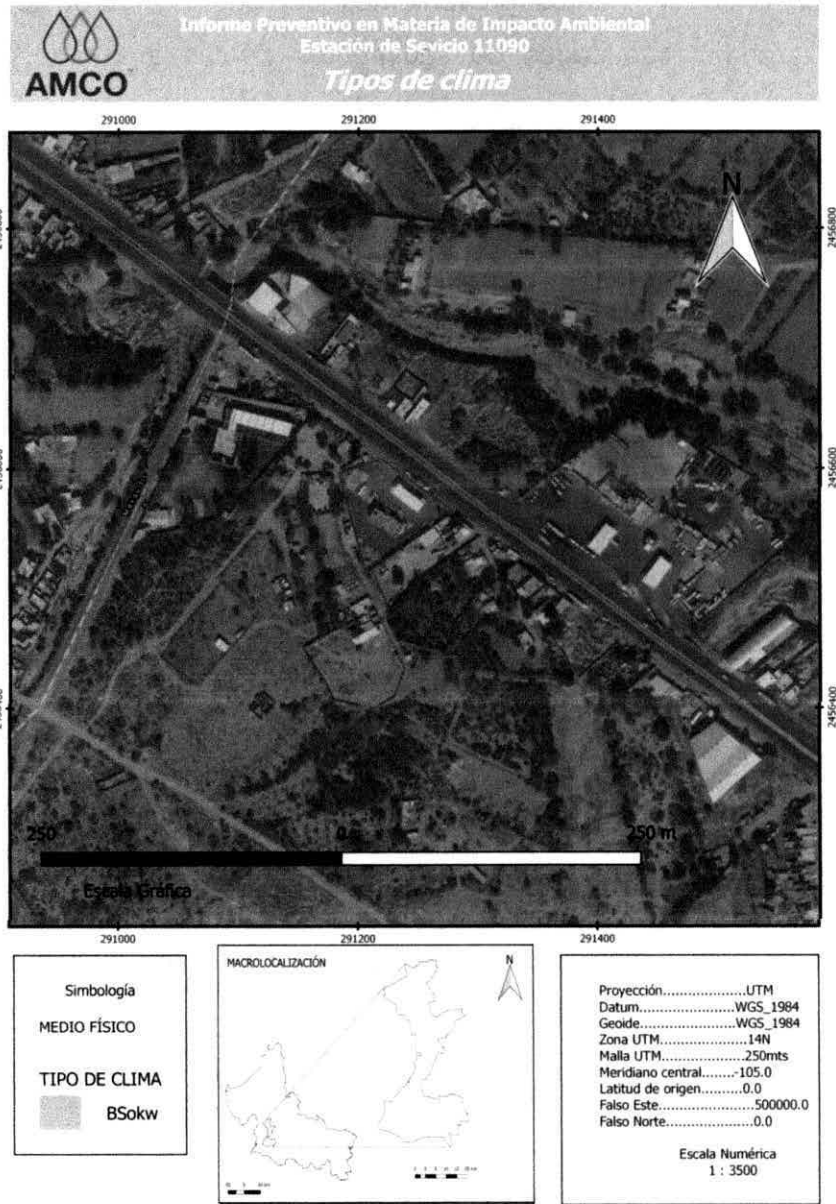 AMCO
Informe Preventivo en Materia de Impacto Ambiental
Estación de Sevicio 11090
Tipos de clima
291000 291200 291400
N
2456800
2456600
2456400
250 0 250 m
Escala Gráfica
291000 291200 291400
Simbología
MEDIO FÍSICO
TIPO DE CLIMA
BSokw
MACROLOCALIZACIÓN
N
Proyección.....................UTM
Datum......................WGS_1984
Geoide.....................WGS_1984
Zona UTM......................14N
Malla UTM...................250mts
Meridiano central........-105.0
Latitud de origen..........0.0
Falso Este....................500000.0
Falso Norte...................0.0
Escala Numérica
1 : 3500